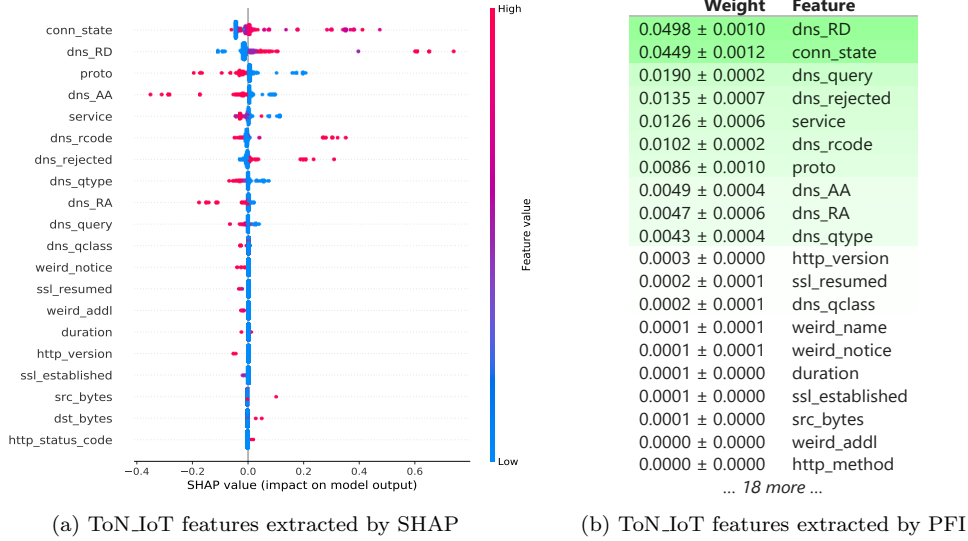 conn_state
dns_RD
proto
dns_AA
service
dns_rcode
dns_rejected
dns_qtype
dns_RA
dns_query
dns_qclass
weird_notice
ssl_resumed
weird_addl
duration
http_version
ssl_established
src_bytes
dst_bytes
http_status_code
−0.4 −0.2 0.0 0.2 0.4 0.6
SHAP value (impact on model output)
High
Feature value
Low
(a) ToN_IoT features extracted by SHAP
Weight Feature
0.0498 ± 0.0010 dns_RD
0.0449 ± 0.0012 conn_state
0.0190 ± 0.0002 dns_query
0.0135 ± 0.0007 dns_rejected
0.0126 ± 0.0006 service
0.0102 ± 0.0002 dns_rcode
0.0086 ± 0.0010 proto
0.0049 ± 0.0004 dns_AA
0.0047 ± 0.0006 dns_RA
0.0043 ± 0.0004 dns_qtype
0.0003 ± 0.0000 http_version
0.0002 ± 0.0001 ssl_resumed
0.0002 ± 0.0001 dns_qclass
0.0001 ± 0.0001 weird_name
0.0001 ± 0.0001 weird_notice
0.0001 ± 0.0000 duration
0.0001 ± 0.0000 ssl_established
0.0001 ± 0.0000 src_bytes
0.0000 ± 0.0000 weird_addl
0.0000 ± 0.0000 http_method
... 18 more ...
(b) ToN_IoT features extracted by PFI